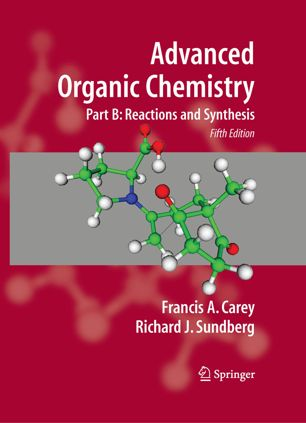 Advanced
Organic Chemistry
Part B: Reactions and Synthesis
Fifth Edition
Francis A. Carey
Richard J. Sundberg
Springer